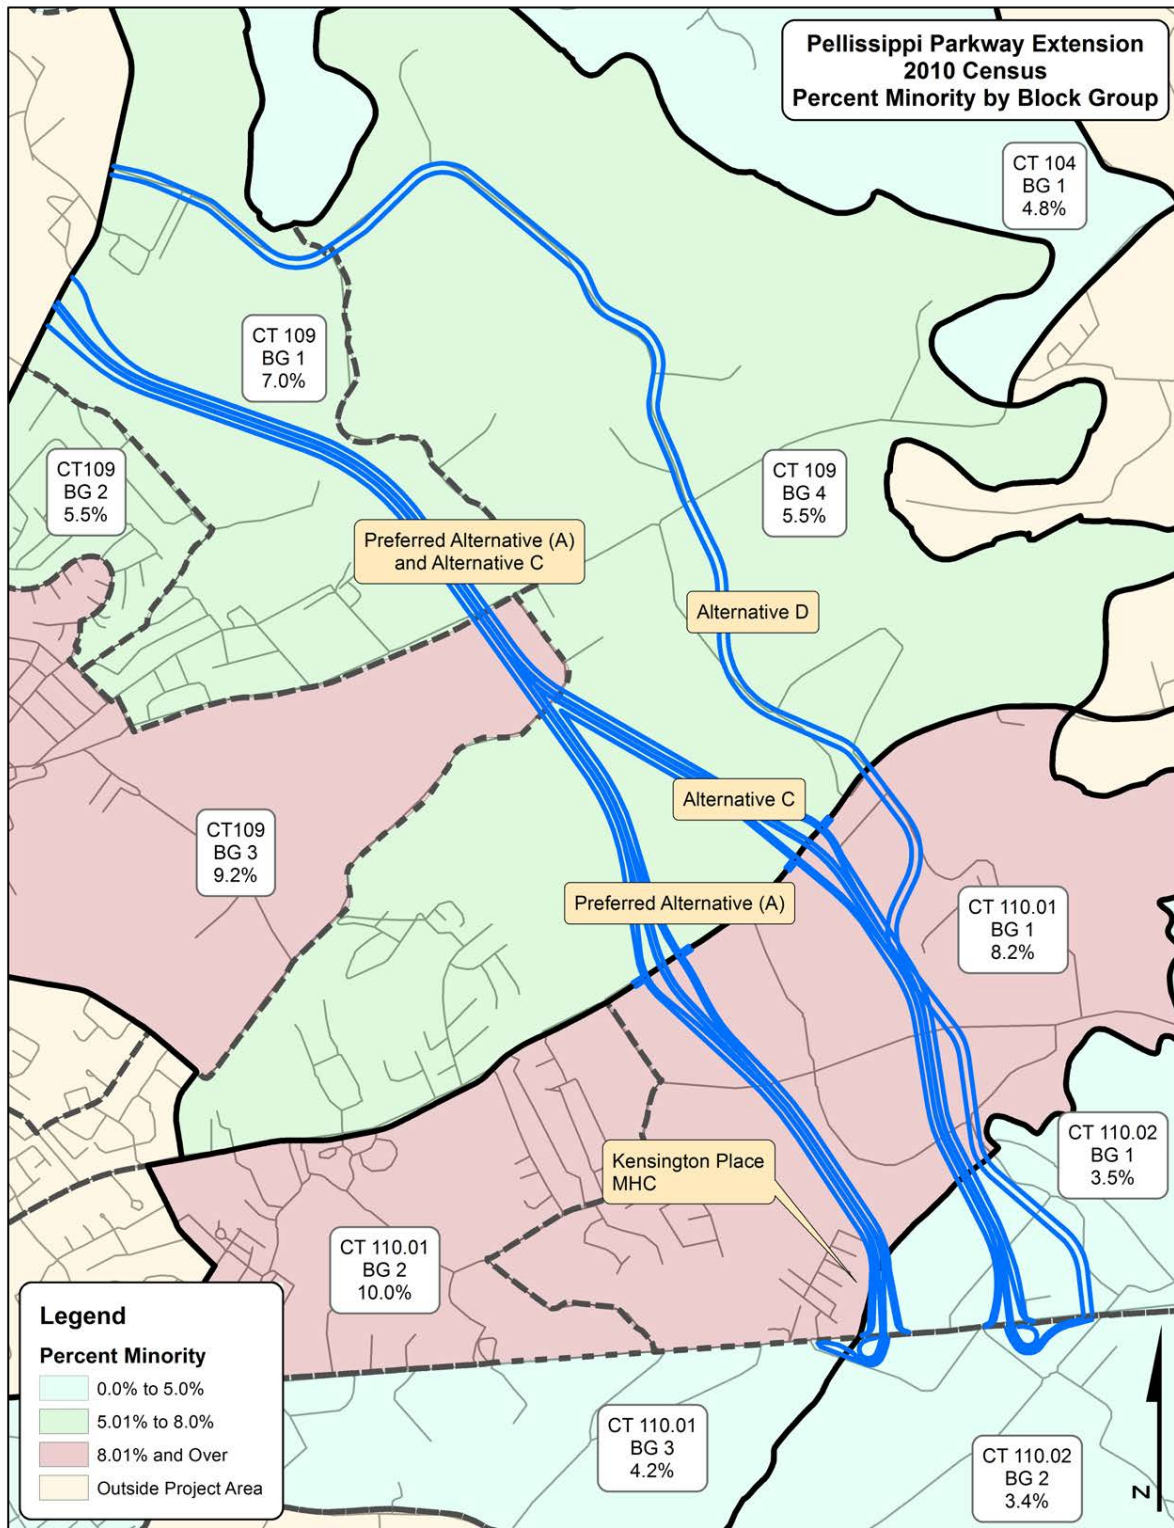 Pellissippi Parkway Extension
2010 Census
Percent Minority by Block Group
CT 104
BG 1
4.8%
CT 109
BG 1
7.0%
CT109
BG 2
5.5%
CT 109
BG 4
5.5%
Preferred Alternative (A)
and Alternative C
Alternative D
Alternative C
CT109
BG 3
9.2%
Preferred Alternative (A)
CT 110.01
BG 1
8.2%
CT 110.02
BG 1
3.5%
Kensington Place
MHC
CT 110.01
BG 2
10.0%
Legend
Percent Minority
0.0% to 5.0%
5.01% to 8.0%
8.01% and Over
Outside Project Area
CT 110.01
BG 3
4.2%
CT 110.02
BG 2
3.4%
N